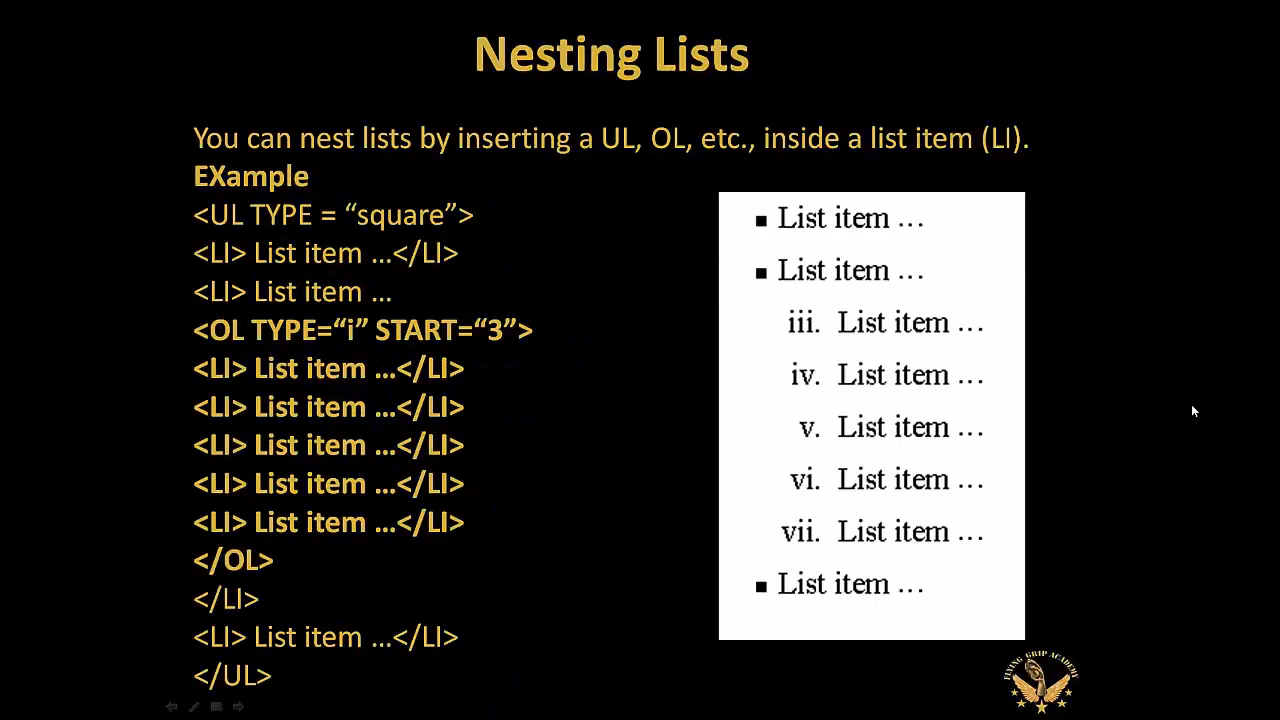 Nesting Lists
You can nest lists by inserting a UL, OL, etc., inside a list item (LI).
EXample
<UL TYPE = “square”>
<LI> List item …</LI>
<LI> List item …
<OL TYPE=“i” START=“3”>
<LI> List item …</LI>
<LI> List item …</LI>
<LI> List item …</LI>
<LI> List item …</LI>
<LI> List item …</LI>
</OL>
</LI>
<LI> List item …</LI>
</UL>
▪ List item …
▪ List item …
iii. List item …
iv. List item …
v. List item …
vi. List item …
vii. List item …
▪ List item …
FLYING GRIP ACADEMY